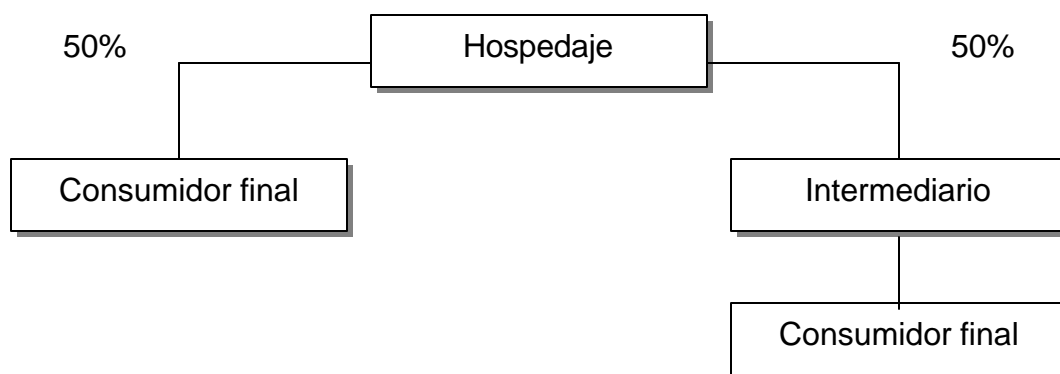 50%
Hospedaje
50%
Consumidor final
Intermediario
Consumidor final